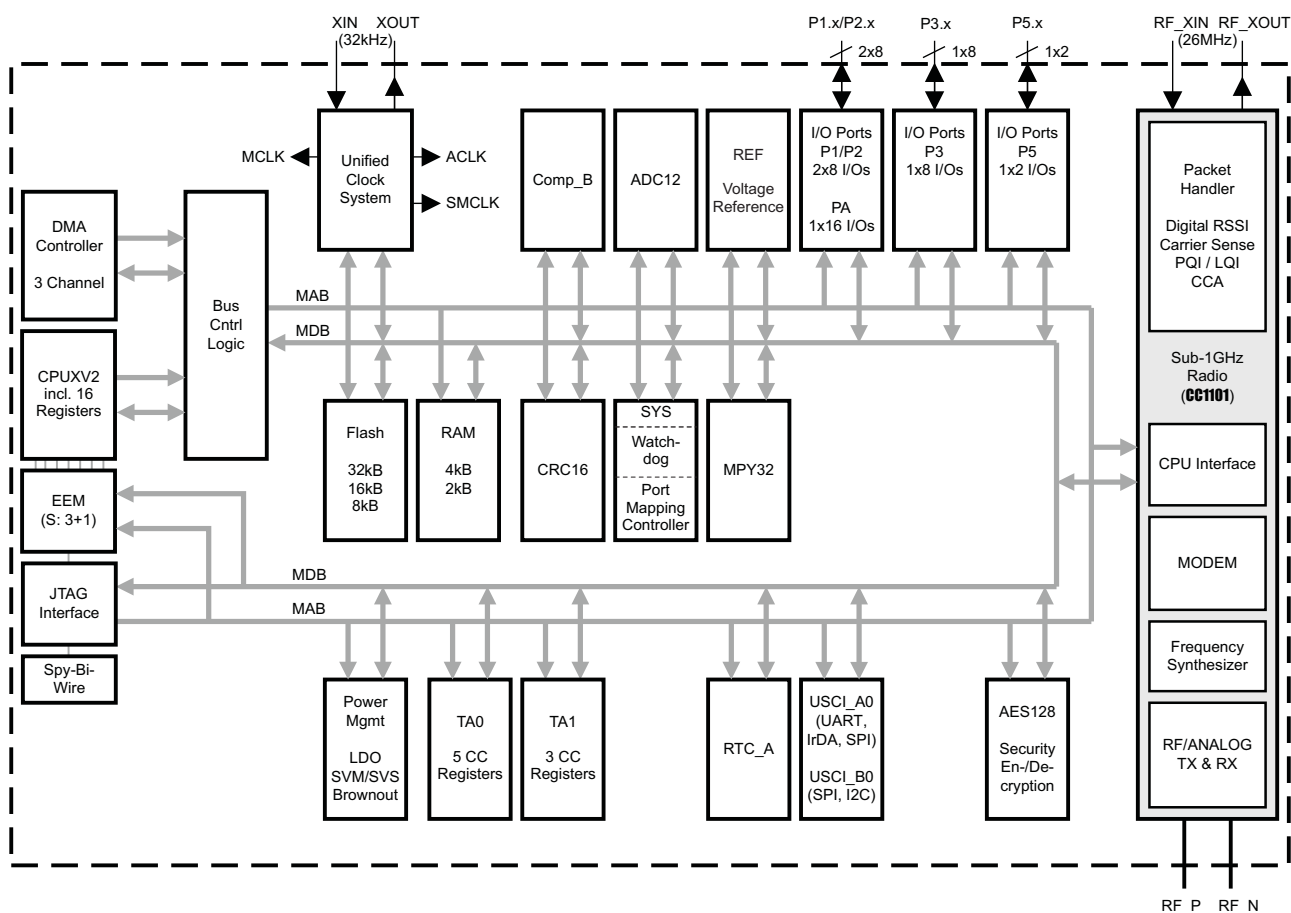 XIN XOUT
(32kHz)
P1.x/P2.x
2x8
P3.x
1x8
P5.x
1x2
RF_XIN RF_XOUT
(26MHz)
MCLK
Unified
Clock
System
ACLK
SMCLK
Comp_B
ADC12
REF
Voltage
Reference
I/O Ports
P1/P2
2x8 I/Os
PA
1x16 I/Os
I/O Ports
P3
1x8 I/Os
I/O Ports
P5
1x2 I/Os
Packet
Handler
Digital RSSI
Carrier Sense
PQI / LQI
CCA
DMA
Controller
3 Channel
Bus
Cntrl
Logic
MAB
MDB
CPUXV2
incl. 16
Registers
Sub-1GHz
Radio
(CC1101)
Flash
32kB
16kB
8kB
RAM
4kB
2kB
CRC16
SYS
Watch-
dog
Port
Mapping
Controller
MPY32
CPU Interface
EEM
(S: 3+1)
MODEM
JTAG
Interface
MDB
MAB
Spy-Bi-
Wire
Frequency
Synthesizer
Power
Mgmt
LDO
SVM/SVS
Brownout
TA0
5 CC
Registers
TA1
3 CC
Registers
RTC_A
USCI_A0
(UART,
IrDA, SPI)
USCI_B0
(SPI, I2C)
AES128
Security
En-/De-
cryption
RF/ANALOG
TX & RX
RF_P RF_N